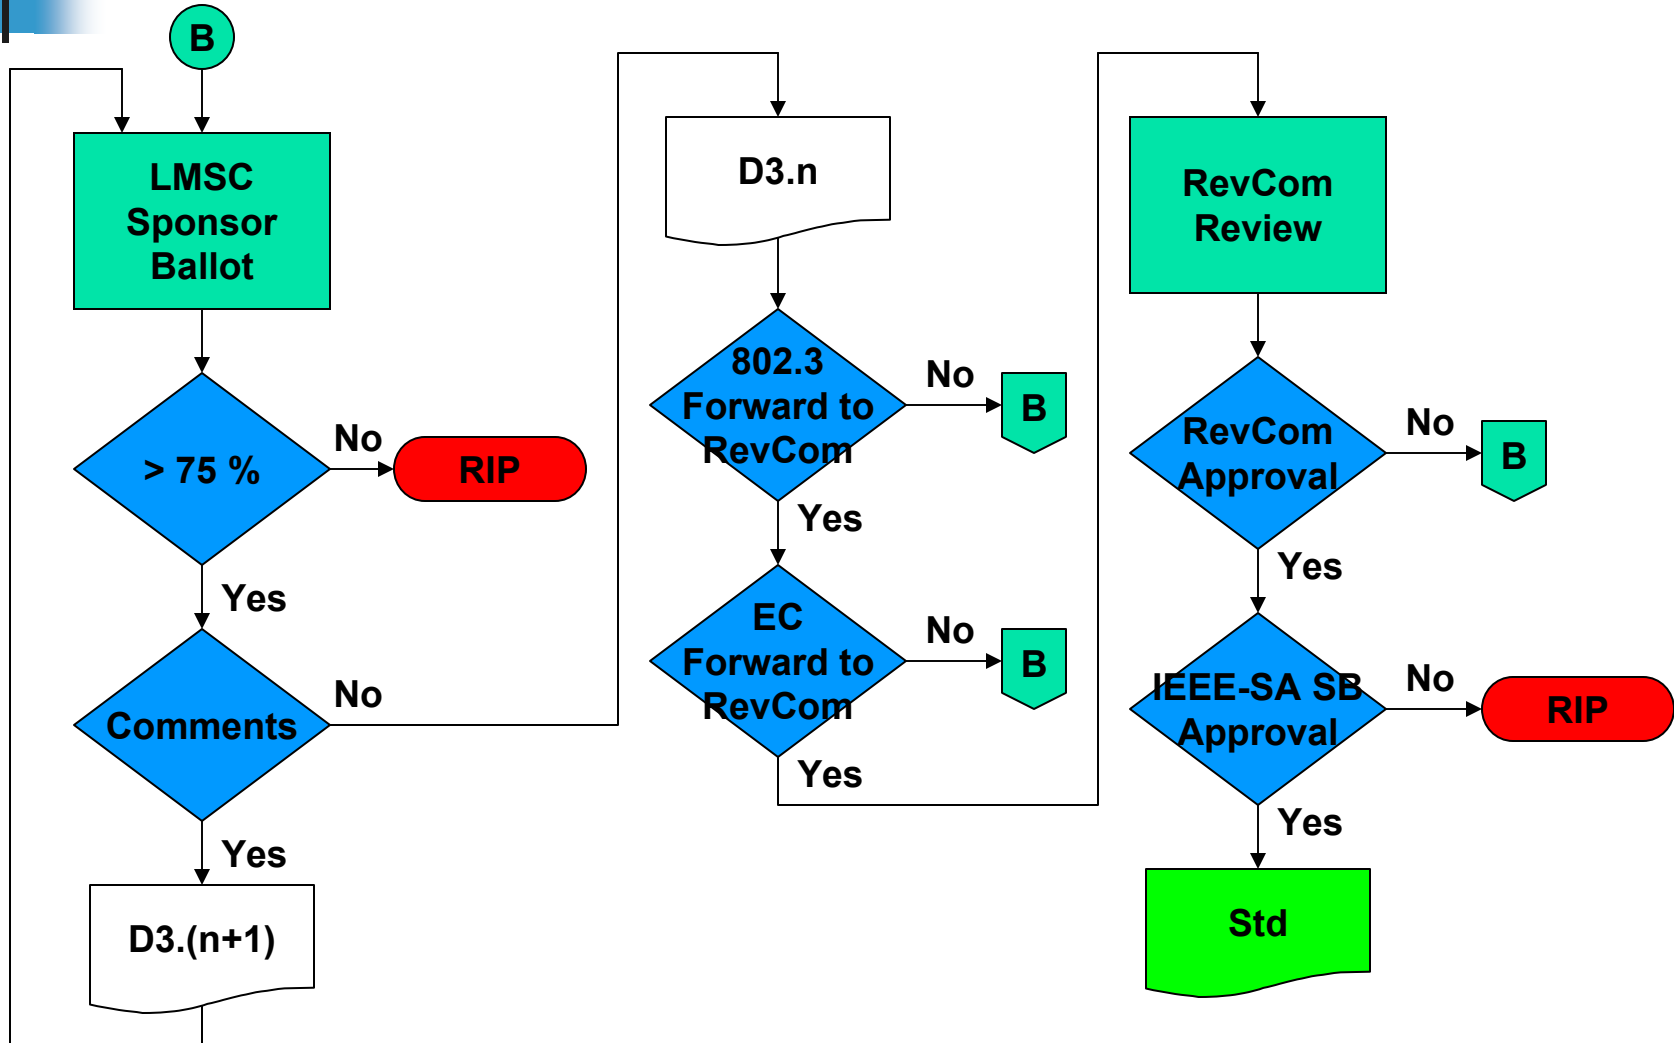 B
LMSC
Sponsor
Ballot
> 75 %
No
RIP
Yes
Comments
No
Yes
D3.(n+1)
D3.n
802.3
Forward to
RevCom
No
B
Yes
EC
Forward to
RevCom
No
B
Yes
RevCom
Review
RevCom
Approval
No
B
Yes
IEEE-SA SB
Approval
No
RIP
Yes
Std